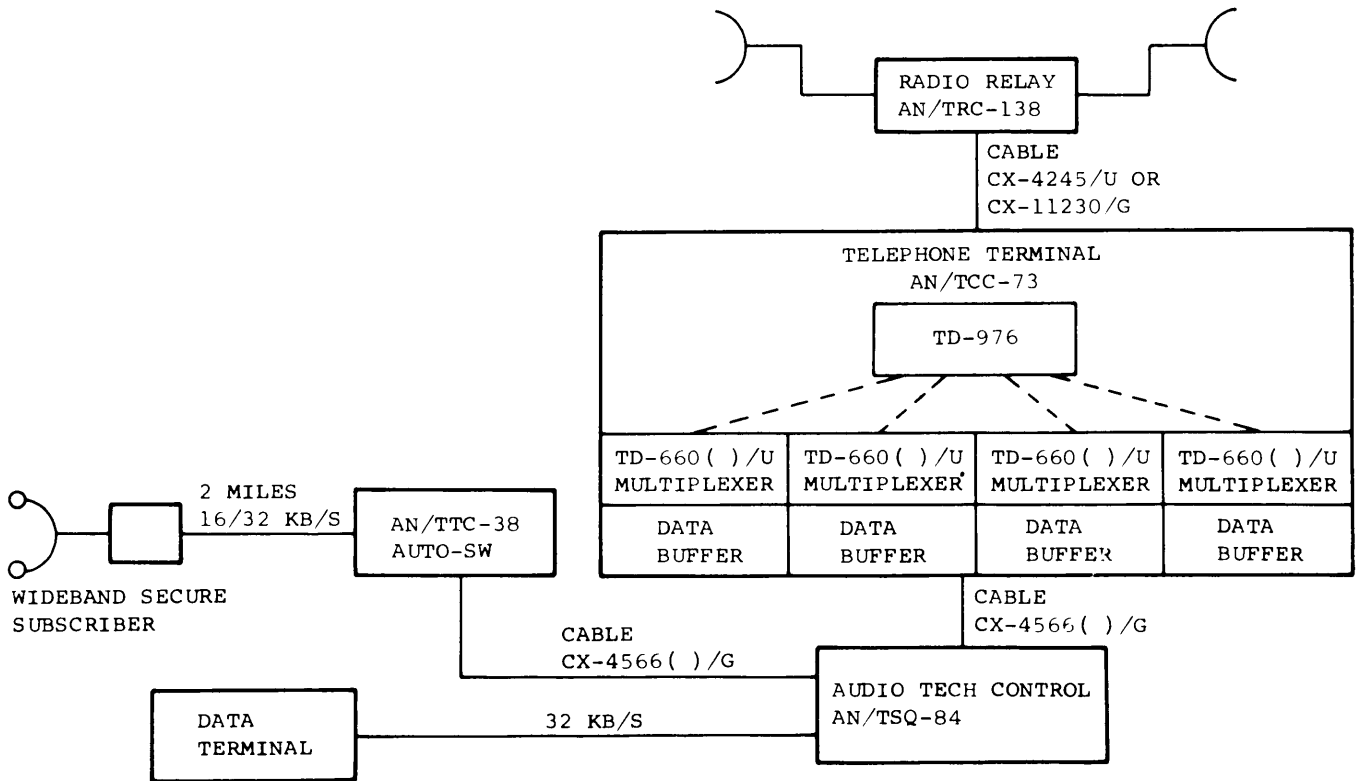 RADIO RELAY
AN/TRC-138
CABLE
CX-4245/U OR
CX-11230/G
TELEPHONE TERMINAL
AN/TCC-73
TD-976
TD-660( )/U
MULTIPLEXER
TD-660( )/U
MULTIPLEXER
TD-660( )/U
MULTIPLEXER
TD-660( )/U
MULTIPLEXER
DATA
BUFFER
DATA
BUFFER
DATA
BUFFER
DATA
BUFFER
2 MILES
16/32 KB/S
AN/TTC-38
AUTO-SW
WIDEBAND SECURE
SUBSCRIBER
CABLE
CX-4566( )/G
CABLE
CX-4566( )/G
AUDIO TECH CONTROL
AN/TSQ-84
DATA
TERMINAL
32 KB/S